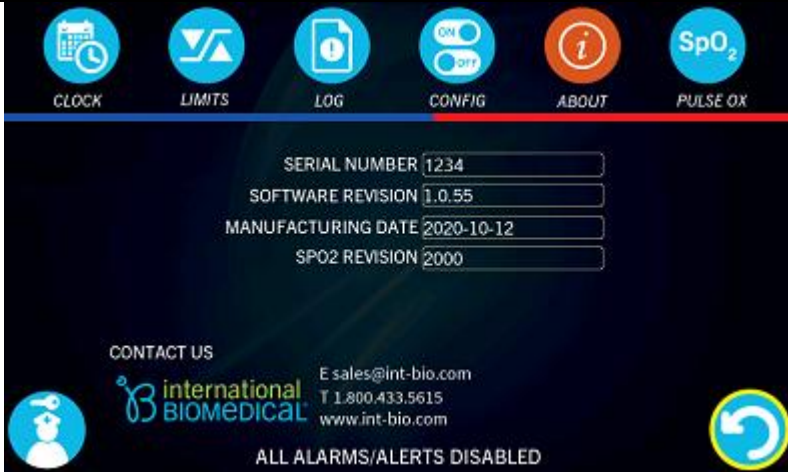 ON
OFF
i
SpO2
CLOCK
LIMITS
LOG
CONFIG
ABOUT
PULSE OX
SERIAL NUMBER 1234
SOFTWARE REVISION 1.0.55
MANUFACTURING DATE 2020-10-12
SPO2 REVISION 2000
CONTACT US
international
BIOMeDICAL
E sales@int-bio.com
T 1.800.433.5615
www.int-bio.com
ALL ALARMS/ALERTS DISABLED